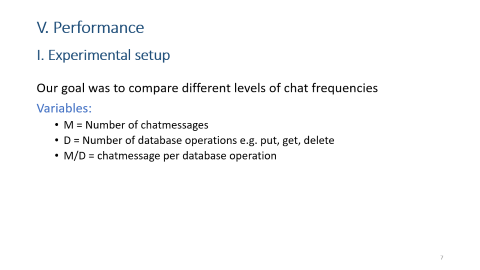 V. Performance
I. Experimental setup
Our goal was to compare different levels of chat frequencies
Variables:
• M = Number of chatmessages
• D = Number of database operations e.g. put, get, delete
• M/D = chatmessage per database operation
7